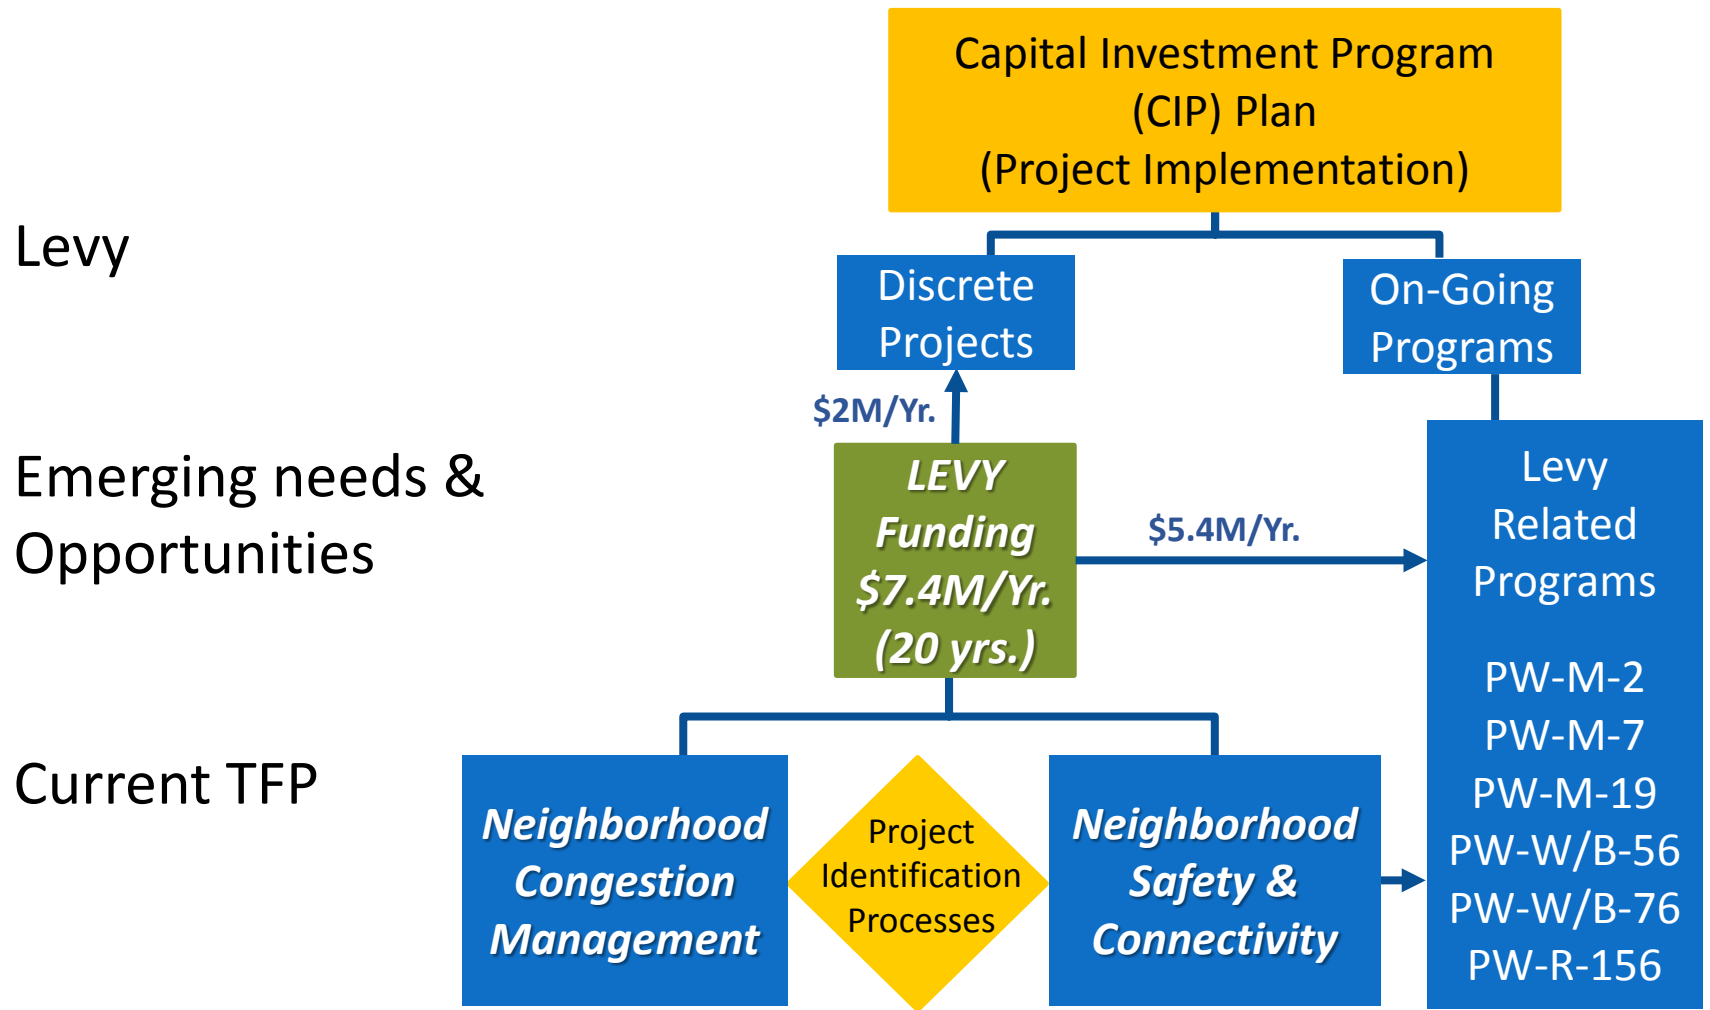 Capital Investment Program
(CIP) Plan
(Project Implementation)
Levy
Discrete
Projects
On-Going
Programs
$2M/Yr.
Emerging needs &
Opportunities
LEVY
Funding
$7.4M/Yr.
(20 yrs.)
$5.4M/Yr.
Levy
Related
Programs
PW-M-2
PW-M-7
PW-M-19
PW-W/B-56
PW-W/B-76
PW-R-156
Current TFP
Neighborhood
Congestion
Management
Project
Identification
Processes
Neighborhood
Safety &
Connectivity